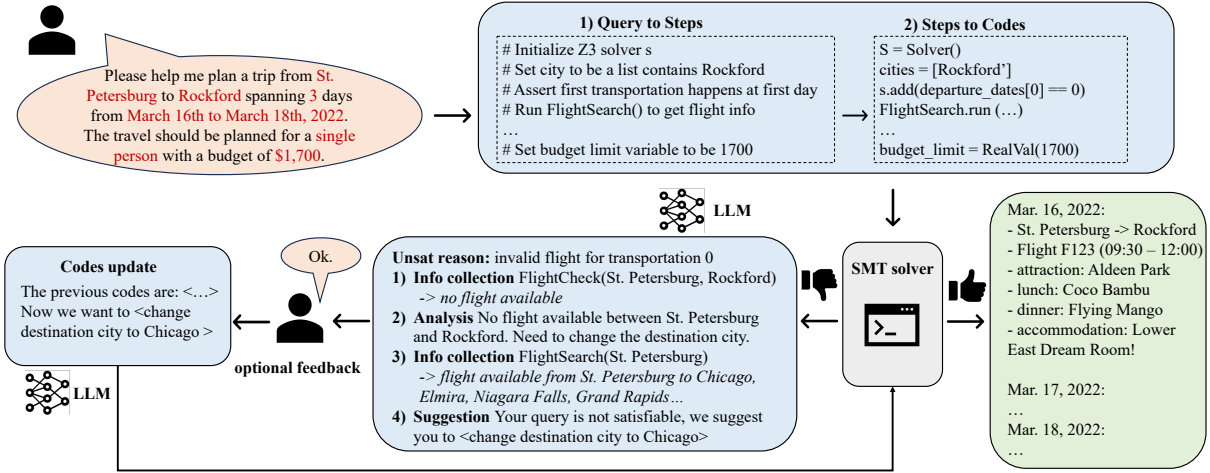 Please help me plan a trip from St.
Petersburg to Rockford spanning 3 days
from March 16th to March 18th, 2022.
The travel should be planned for a single
person with a budget of $1,700.
1) Query to Steps
# Initialize Z3 solver s
# Set city to be a list contains Rockford
# Assert first transportation happens at first day
# Run FlightSearch() to get flight info
…
# Set budget limit variable to be 1700
2) Steps to Codes
S = Solver()
cities = [Rockford’]
s.add(departure_dates[0] == 0)
FlightSearch.run (…)
…
budget_limit = RealVal(1700)
LLM
SMT solver
Mar. 16, 2022:
- St. Petersburg -> Rockford
- Flight F123 (09:30 – 12:00)
- attraction: Aldeen Park
- lunch: Coco Bambu
- dinner: Flying Mango
- accommodation: Lower
East Dream Room!
Mar. 17, 2022:
…
Mar. 18, 2022:
…
Unsat reason: invalid flight for transportation 0
1) Info collection FlightCheck(St. Petersburg, Rockford)
-> no flight available
2) Analysis No flight available between St. Petersburg
and Rockford. Need to change the destination city.
3) Info collection FlightSearch(St. Petersburg)
-> flight available from St. Petersburg to Chicago,
Elmira, Niagara Falls, Grand Rapids…
4) Suggestion Your query is not satisfiable, we suggest
you to <change destination city to Chicago>
Ok.
optional feedback
Codes update
The previous codes are: <…>
Now we want to <change
destination city to Chicago >
LLM